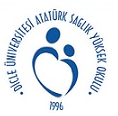 DİCLE ÜNİVERSİTESİ ATATÜRK SAĞLIK YÜKSEK OKULU
1996